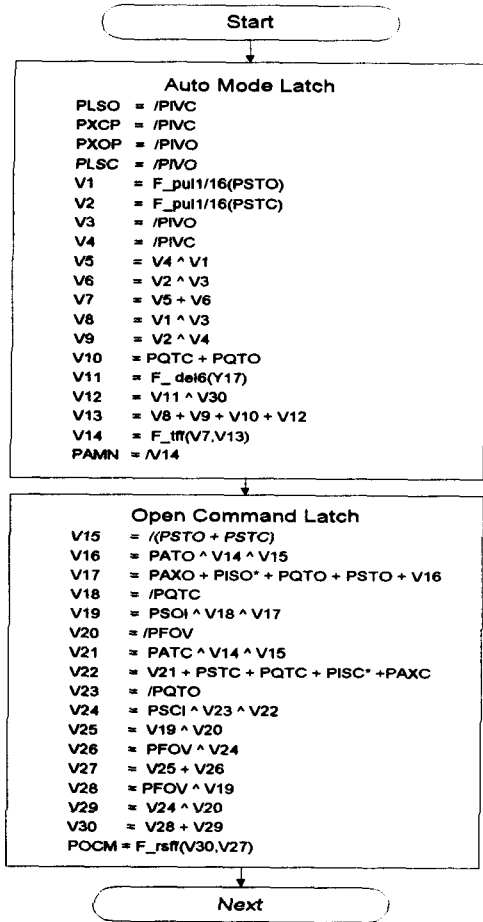 Start
Auto Mode Latch
PLSO = /PIVC
PXCP = /PIVC
PXOP = /PIVO
PLSC = /PIVO
V1 = F_pul1/16(PSTO)
V2 = F_pul1/16(PSTC)
V3 = /PIVO
V4 = /PIVC
V5 = V4 ^ V1
V6 = V2 ^ V3
V7 = V5 + V6
V8 = V1 ^ V3
V9 = V2 ^ V4
V10 = PQTC + PQTO
V11 = F_ del6(Y17)
V12 = V11 ^ V30
V13 = V8 + V9 + V10 + V12
V14 = F_tff(V7,V13)
PAMN = /V14
Open Command Latch
V15 = /(PSTO + PSTC)
V16 = PATO ^ V14 ^ V15
V17 = PAXO + PISO* + PQTO + PSTO + V16
V18 = /PQTC
V19 = PSOI ^ V18 ^ V17
V20 = /PFOV
V21 = PATC ^ V14 ^ V15
V22 = V21 + PSTC + PQTC + PISC* +PAXC
V23 = /PQTO
V24 = PSCI ^ V23 ^ V22
V25 = V19 ^ V20
V26 = PFOV ^ V24
V27 = V25 + V26
V28 = PFOV ^ V19
V29 = V24 ^ V20
V30 = V28 + V29
POCM = F_rsff(V30,V27)
Next